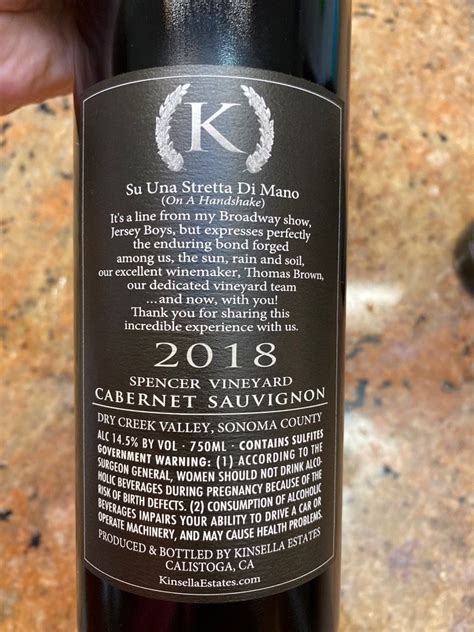 K
Su Una Stretta Di Mano
(On A Handshake)
It's a line from my Broadway show,
Jersey Boys, but expresses perfectly
the enduring bond forged
among us, the sun, rain and soil,
our excellent winemaker, Thomas Brown,
our dedicated vineyard team
...and now, with you!
Thank you for sharing this
incredible experience with us.
2018
SPENCER VINEYARD
CABERNET SAUVIGNON
DRY CREEK VALLEY, SONOMA COUNTY
ALC 14.5% BY VOL · 750ML · CONTAINS SULFITES
GOVERNMENT WARNING: (1) ACCORDING TO THE
SURGEON GENERAL, WOMEN SHOULD NOT DRINK ALCO-
HOLIC BEVERAGES DURING PREGNANCY BECAUSE OF THE
RISK OF BIRTH DEFECTS. (2) CONSUMPTION OF ALCOHOLIC
BEVERAGES IMPAIRS YOUR ABILITY TO DRIVE A CAR OR
OPERATE MACHINERY, AND MAY CAUSE HEALTH PROBLEMS.
PRODUCED & BOTTLED BY KINSELLA ESTATES
CALISTOGA, CA
KinsellaEstates.com